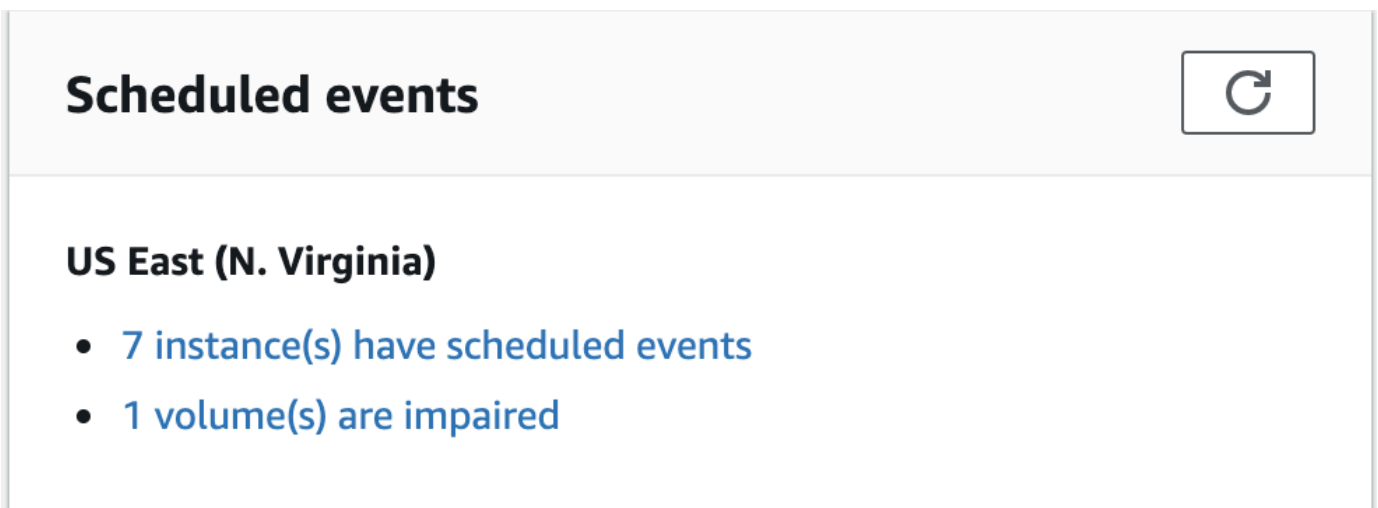 Scheduled events
US East (N. Virginia)
7 instance(s) have scheduled events
1 volume(s) are impaired